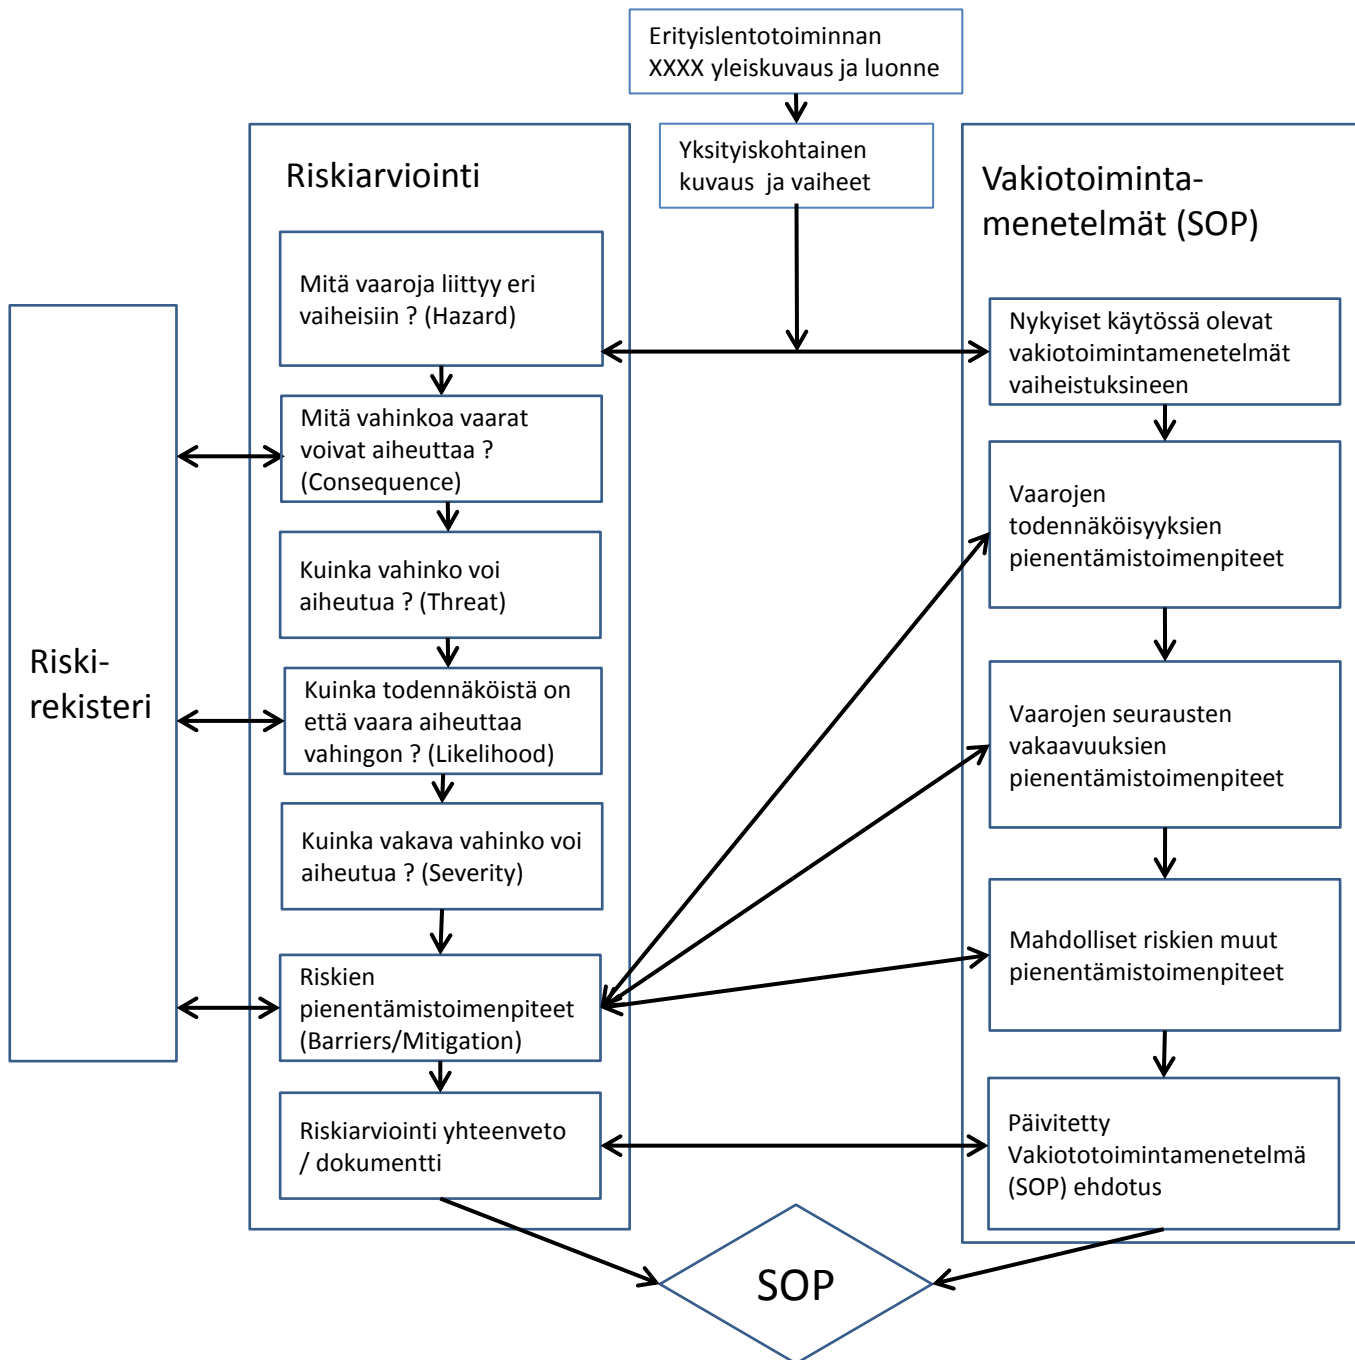 Erityislentotoiminnan
XXXX yleiskuvaus ja luonne
Yksityiskohtainen
kuvaus ja vaiheet
Riskiarviointi
Mitä vaaroja liittyy eri
vaiheisiin ? (Hazard)
Mitä vahinkoa vaarat
voivat aiheuttaa ?
(Consequence)
Kuinka vahinko voi
aiheutua ? (Threat)
Kuinka todennäköistä on
että vaara aiheuttaa
vahingon ? (Likelihood)
Kuinka vakava vahinko voi
aiheutua ? (Severity)
Riskien
pienentämistoimenpiteet
(Barriers/Mitigation)
Riskiarviointi yhteenveto
/ dokumentti
Riski-
rekisteri
Vakiotoiminta-
menetelmät (SOP)
Nykyiset käytössä olevat
vakiotoimintamenetelmät
vaiheistuksineen
Vaarojen
todennäköisyyksien
pienentämistoimenpiteet
Vaarojen seurausten
vakaavuuksien
pienentämistoimenpiteet
Mahdolliset riskien muut
pienentämistoimenpiteet
Päivitetty
Vakiototoimintamenetelmä
(SOP) ehdotus
SOP